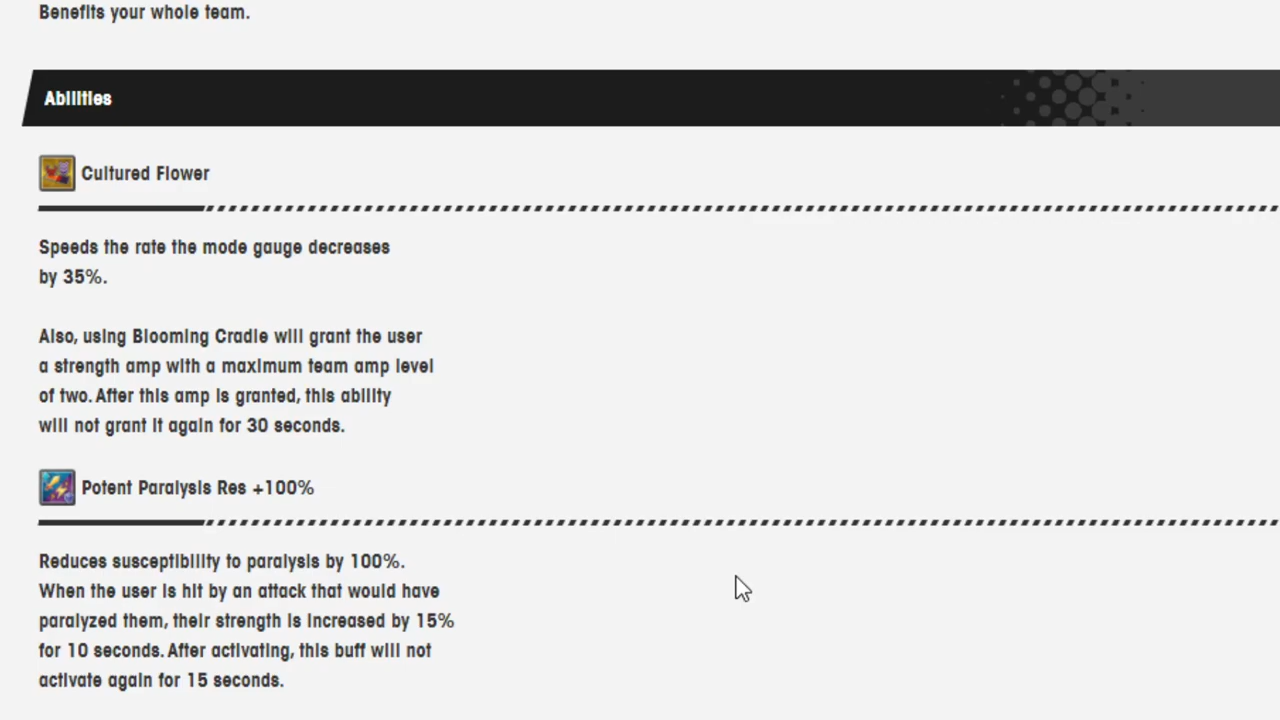 Benefits your whole team.
Abilities
Cultured Flower
Speeds the rate the mode gauge decreases
by 35%.
Also, using Blooming Cradle will grant the user
a strength amp with a maximum team amp level
of two. After this amp is granted, this ability
will not grant it again for 30 seconds.
Potent Paralysis Res +100%
Reduces susceptibility to paralysis by 100%.
When the user is hit by an attack that would have
paralyzed them, their strength is increased by 15%
for 10 seconds. After activating, this buff will not
activate again for 15 seconds.